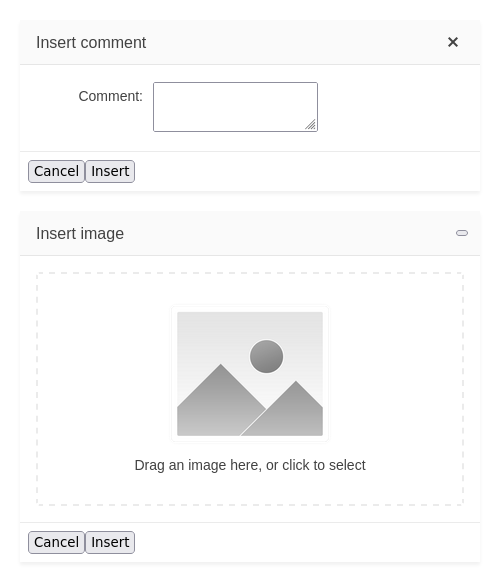 Insert comment
Comment:
Cancel Insert
Insert image
Drag an image here, or click to select
Cancel Insert